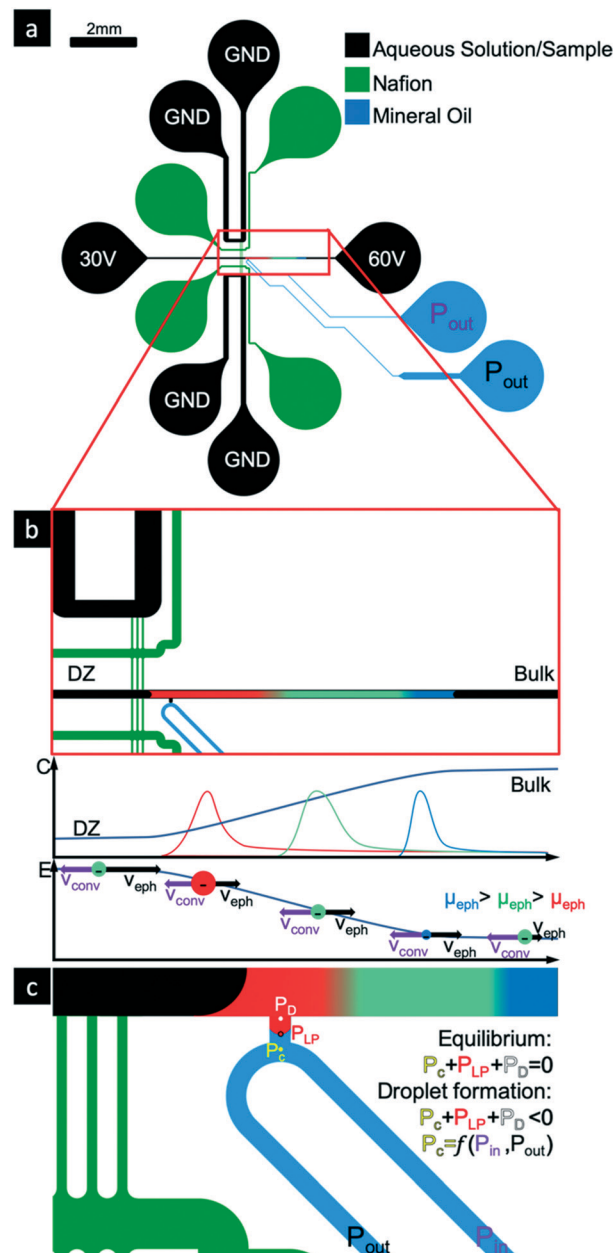 a
2mm
GND
GND
Aqueous Solution/Sample
Nafion
Mineral Oil
30V
60V
Pout
Pout
GND
GND
b
DZ
Bulk
C
DZ
Bulk
E
-
-
-
-
-
vconv
veph
vconv
veph
vconv
veph
vconv
veph
vconv
veph
μeph> μeph> μeph
c
PD
PLP
Pc
Equilibrium:
Pc+PLP+PD=0
Droplet formation:
Pc+PLP+PD<0
Pc=f(Pin,Pout)
Pout
Pin